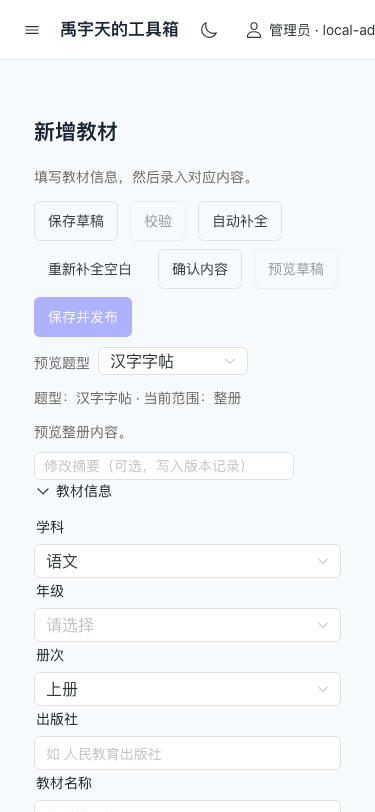 禹宇天的工具箱
管理员 · local-ad
新增教材
填写教材信息，然后录入对应内容。
保存草稿 校验 自动补全
重新补全空白 确认内容 预览草稿
保存并发布
预览题型 汉字字帖
题型：汉字字帖 · 当前范围：整册
预览整册内容。
修改摘要（可选，写入版本记录）
教材信息
学科
语文
年级
请选择
册次
上册
出版社
如 人民教育出版社
教材名称